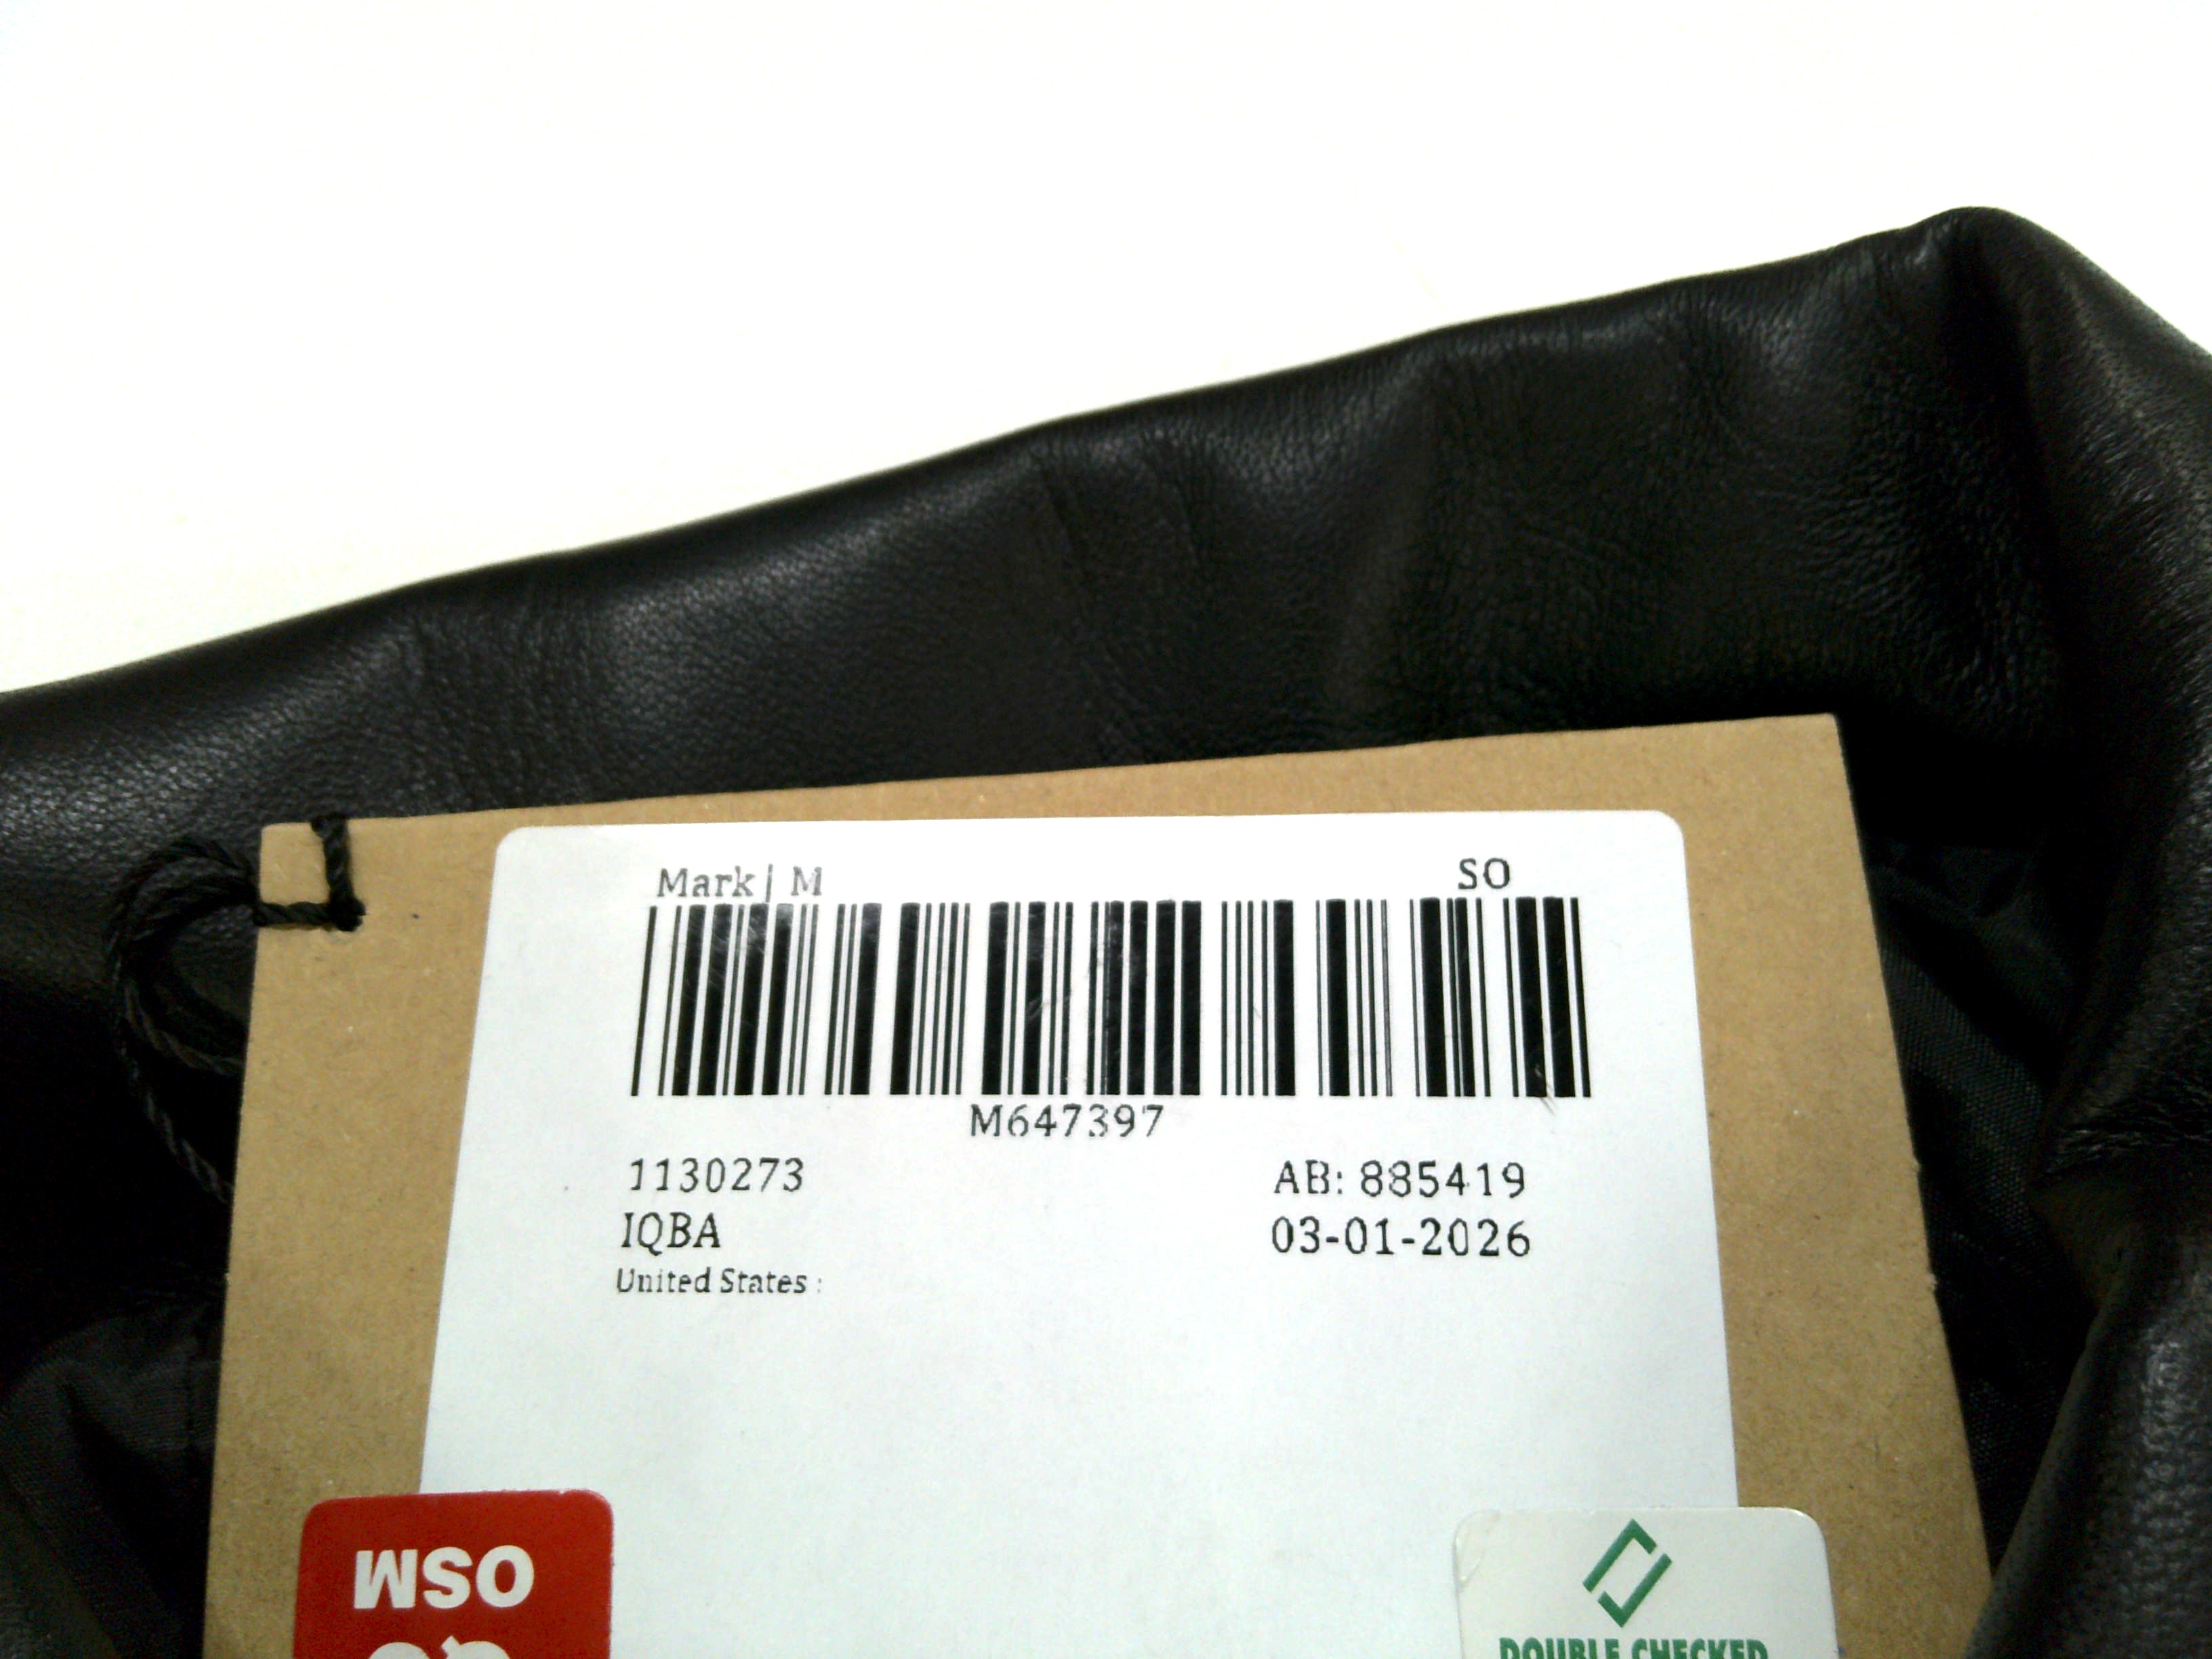 Mark | M SO
M647397
1130273 AB: 885419
IQBA 03-01-2026
United States :
WSO
DOUBLE CHECKED